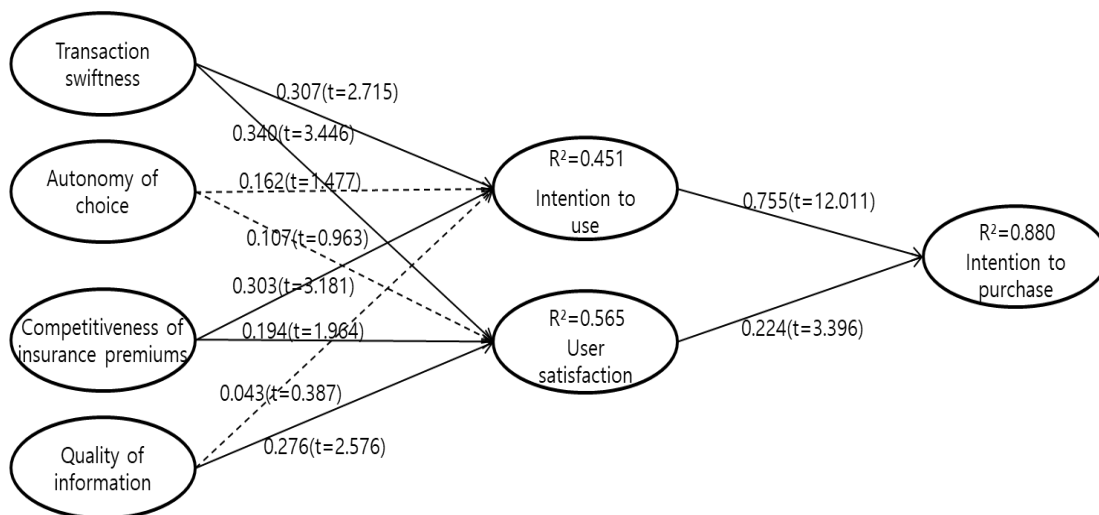 Transaction
swiftness
0.307(t=2.715)
0.340(t=3.446)
Autonomy of
choice
0.162(t=1.477)
0.107(t=0.963)
Competitiveness of
insurance premiums
0.303(t=3.181)
0.194(t=1.964)
Quality of
information
0.043(t=0.387)
0.276(t=2.576)
R²=0.451
Intention to
use
R²=0.565
User
satisfaction
0.755(t=12.011)
0.224(t=3.396)
R²=0.880
Intention to
purchase